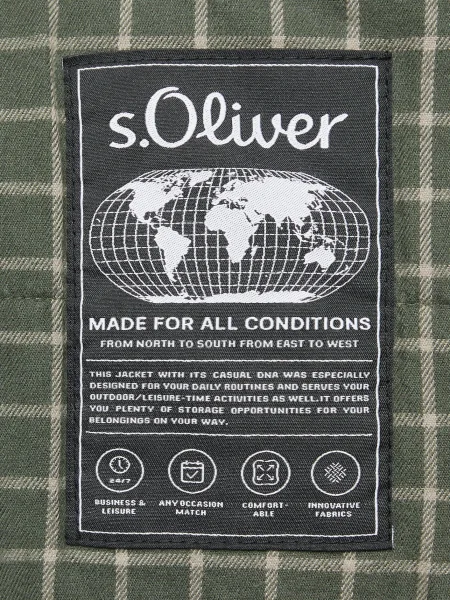 s.Oliver
MADE FOR ALL CONDITIONS
FROM NORTH TO SOUTH FROM EAST TO WEST
THIS JACKET WITH ITS CASUAL DNA WAS ESPECIALLY
DESIGNED FOR YOUR DAILY ROUTINES AND SERVES YOUR
OUTDOOR/LEISURE-TIME ACTIVITIES AS WELL.IT OFFERS
YOU PLENTY OF STORAGE OPPORTUNITIES FOR YOUR
BELONGINGS ON YOUR WAY.
24/7
BUSINESS &
LEISURE
ANY OCCASION
MATCH
COMFORT-
ABLE
INNOVATIVE
FABRICS